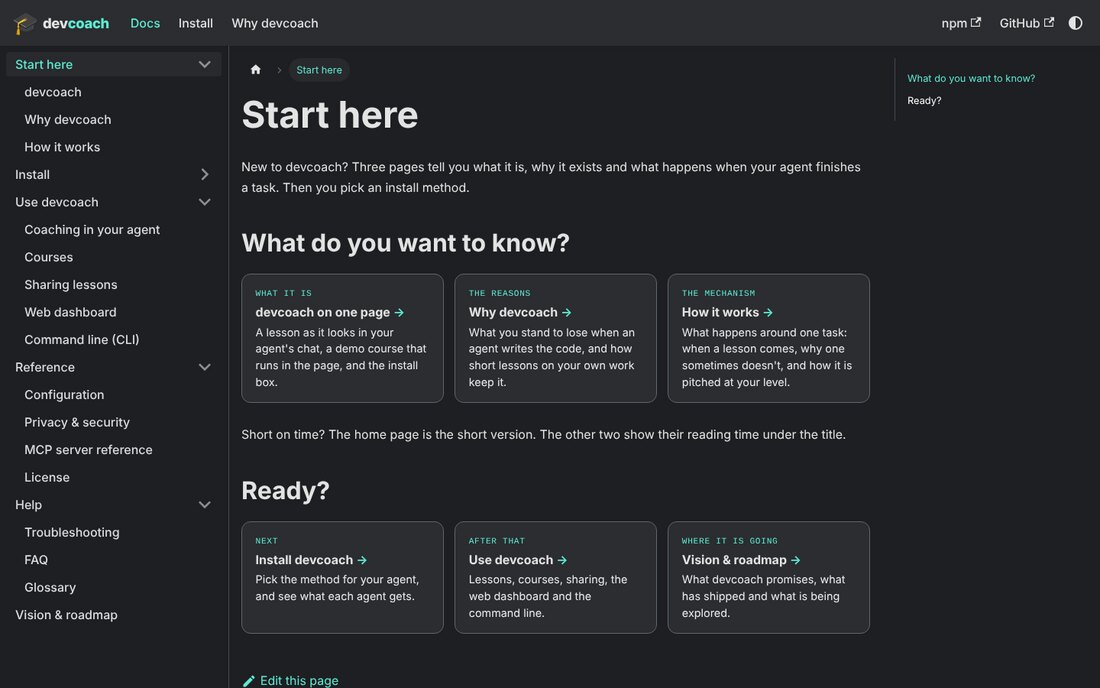 devcoach
Docs
Install
Why devcoach
npm
GitHub
Start here
devcoach
Why devcoach
How it works
Install
Use devcoach
Coaching in your agent
Courses
Sharing lessons
Web dashboard
Command line (CLI)
Reference
Configuration
Privacy & security
MCP server reference
License
Help
Troubleshooting
FAQ
Glossary
Vision & roadmap
Start here
Start here
New to devcoach? Three pages tell you what it is, why it exists and what happens when your agent finishes
a task. Then you pick an install method.
What do you want to know?
WHAT IT IS
devcoach on one page →
A lesson as it looks in your
agent's chat, a demo course that
runs in the page, and the install
box.
THE REASONS
Why devcoach →
What you stand to lose when an
agent writes the code, and how
short lessons on your own work
keep it.
THE MECHANISM
How it works →
What happens around one task:
when a lesson comes, why one
sometimes doesn't, and how it is
pitched at your level.
Short on time? The home page is the short version. The other two show their reading time under the title.
Ready?
NEXT
Install devcoach →
Pick the method for your agent,
and see what each agent gets.
AFTER THAT
Use devcoach →
Lessons, courses, sharing, the
web dashboard and the
command line.
WHERE IT IS GOING
Vision & roadmap →
What devcoach promises, what
has shipped and what is being
explored.
Edit this page
What do you want to know?
Ready?